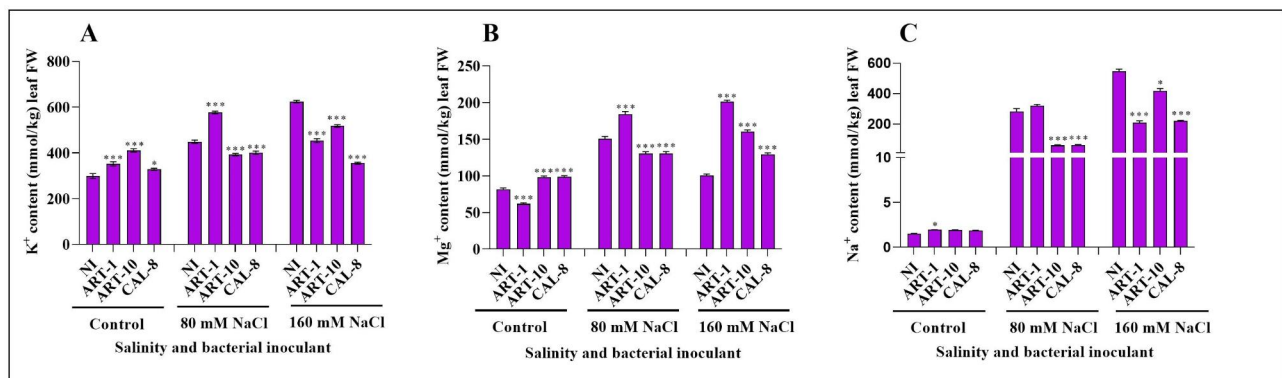 A
K⁺ content (mmol/kg) leaf FW
800
600
400
200
0
***
***
*
***
***
***
***
***
***
NI
ART-1
ART-10
CAL-8
NI
ART-1
ART-10
CAL-8
NI
ART-1
ART-10
CAL-8
Control
80 mM NaCl
160 mM NaCl
Salinity and bacterial inoculant
B
Mg⁺ content (mmol/kg) leaf FW
250
200
150
100
50
0
***
***
***
***
***
***
***
***
***
NI
ART-1
ART-10
CAL-8
NI
ART-1
ART-10
CAL-8
NI
ART-1
ART-10
CAL-8
Control
80 mM NaCl
160 mM NaCl
Salinity and bacterial inoculant
C
Na⁺ content (mmol/kg) leaf FW
600
400
200
10
5
0
*
***
***
***
*
***
NI
ART-1
ART-10
CAL-8
NI
ART-1
ART-10
CAL-8
NI
ART-1
ART-10
CAL-8
Control
80 mM NaCl
160 mM NaCl
Salinity and bacterial inoculant